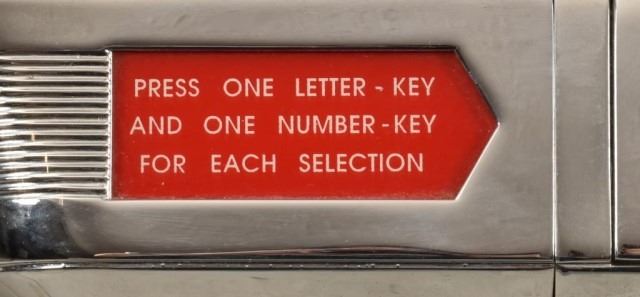 PRESS ONE LETTER - KEY
AND ONE NUMBER - KEY
FOR EACH SELECTION